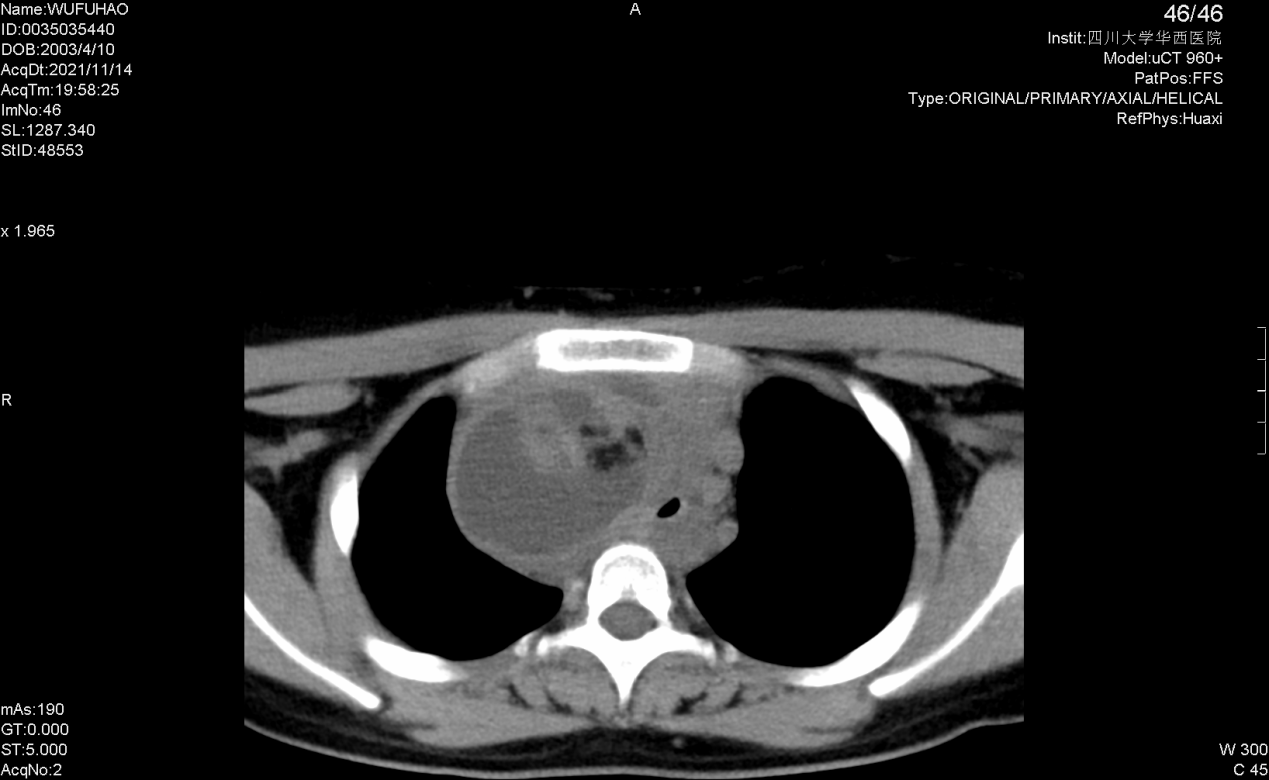 Name:WUFUHAO
ID:0035035440
DOB:2003/4/10
AcqDt:2021/11/14
AcqTm:19:58:25
ImNo:46
SL:1287.340
StID:48553
x 1.965
A
46/46
Instit:四川大学华西医院
Model:uCT 960+
PatPos:FFS
Type:ORIGINAL/PRIMARY/AXIAL/HELICAL
RefPhys:Huaxi
R
mAs:190
GT:0.000
ST:5.000
AcqNo:2
W 300
C 45